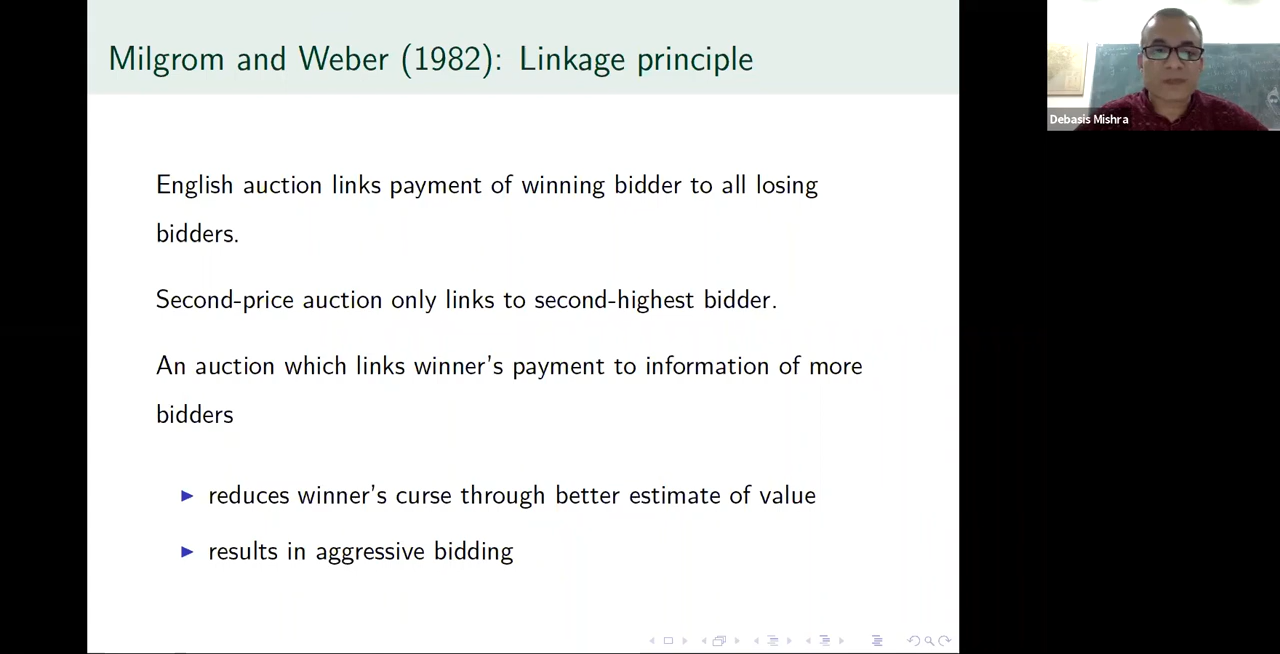 Milgrom and Weber (1982): Linkage principle
English auction links payment of winning bidder to all losing
bidders.
Second-price auction only links to second-highest bidder.
An auction which links winner's payment to information of more
bidders
reduces winner's curse through better estimate of value
results in aggressive bidding
Debasis Mishra